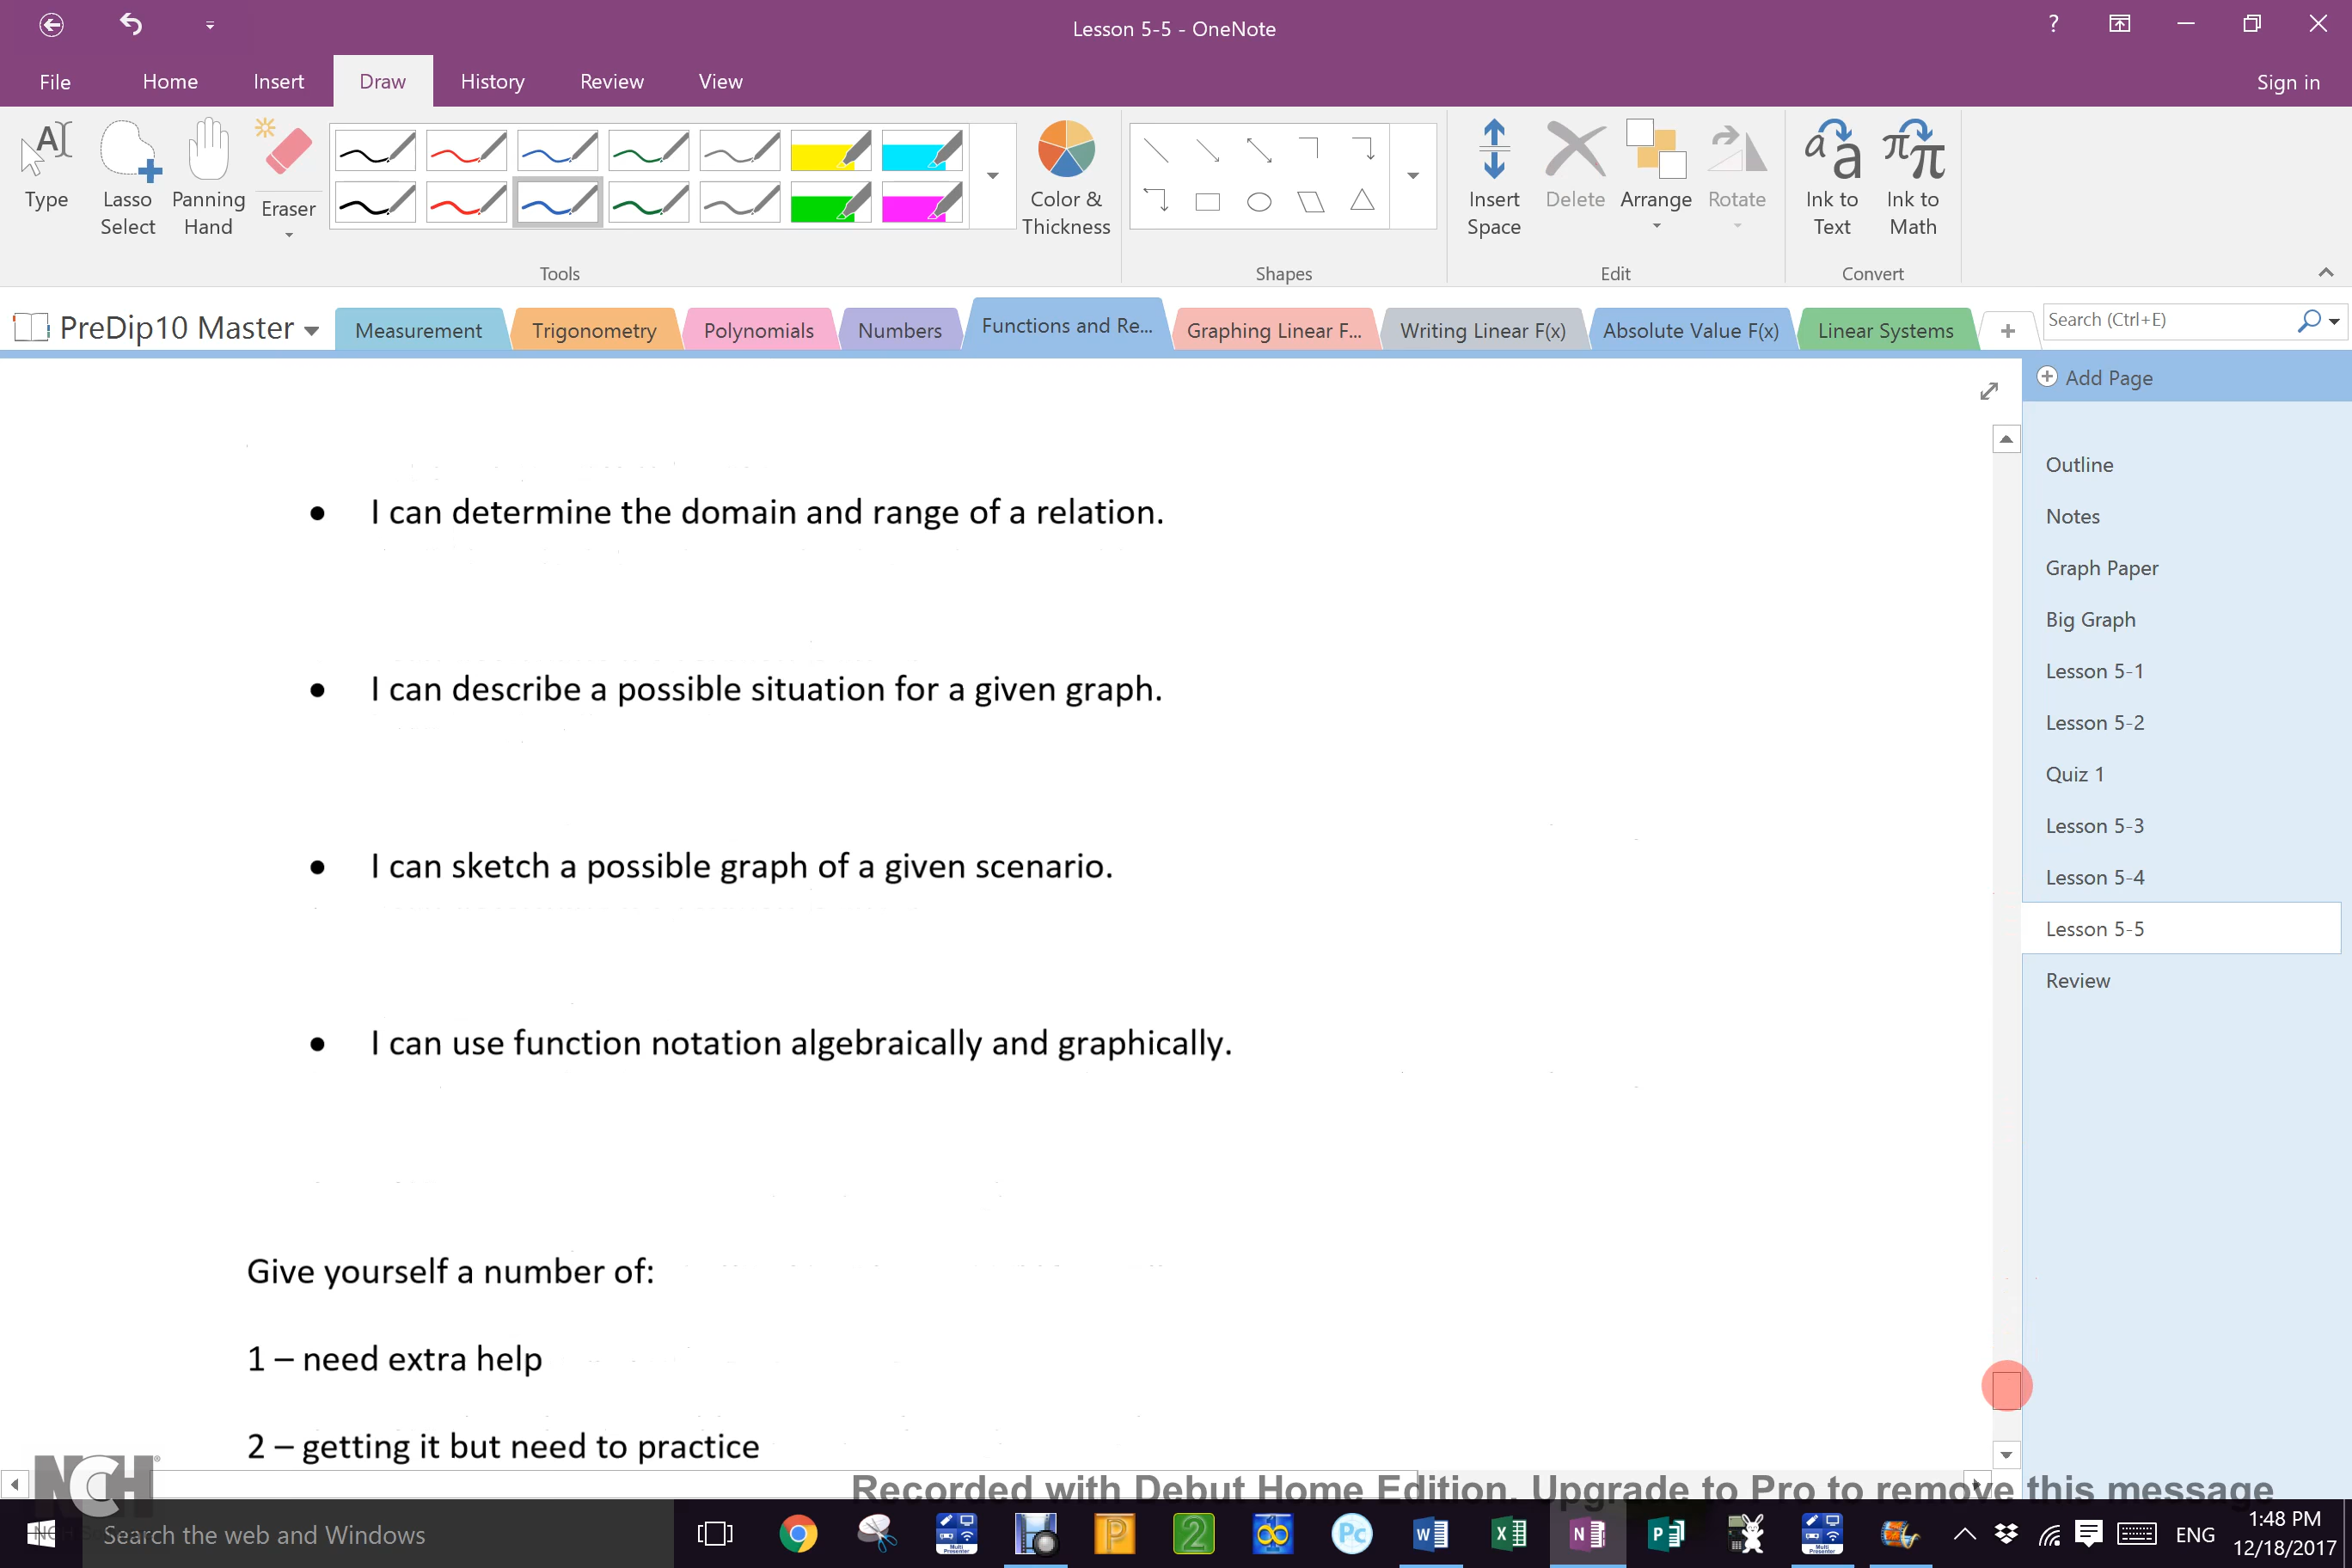 Lesson 5-5 - OneNote
?
File Home Insert Draw History Review View Sign in
Type Lasso Select Panning Hand Eraser Color & Thickness Insert Space Delete Arrange Rotate Ink to Text Ink to Math
Tools Shapes Edit Convert
PreDip10 Master Measurement Trigonometry Polynomials Numbers Functions and Re... Graphing Linear F... Writing Linear F(x) Absolute Value F(x) Linear Systems + Search (Ctrl+E)
Add Page
Outline
Notes
Graph Paper
Big Graph
Lesson 5-1
Lesson 5-2
Quiz 1
Lesson 5-3
Lesson 5-4
Lesson 5-5
Review
• I can determine the domain and range of a relation.
• I can describe a possible situation for a given graph.
• I can sketch a possible graph of a given scenario.
• I can use function notation algebraically and graphically.
Give yourself a number of:
1 – need extra help
2 – getting it but need to practice
NCH
Recorded with Debut Home Edition. Upgrade to Pro to remove this message
Search the web and Windows
ENG
1:48 PM
12/18/2017